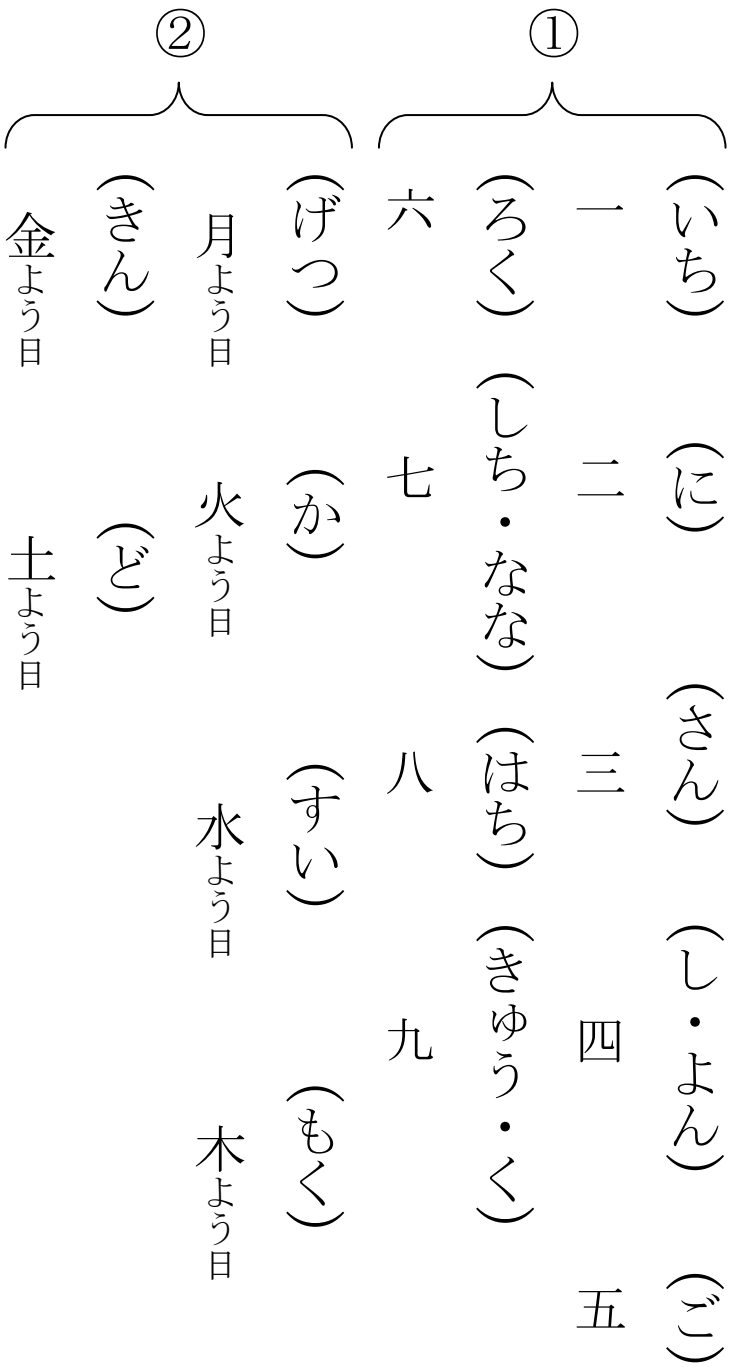 ①
（いち）　（に）　（さん）　（し・よん）　（ご）
一　二　三　四　五
（ろく）　（しち・なな）　（はち）　（きゅう・く）
六　七　八　九
②
（げつ）　（か）　（すい）　（もく）
月よう日　火よう日　水よう日　木よう日
（きん）　（ど）
金よう日　土よう日